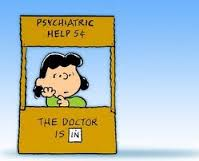 PSYCHIATRIC
HELP 5¢
THE DOCTOR
IS IN